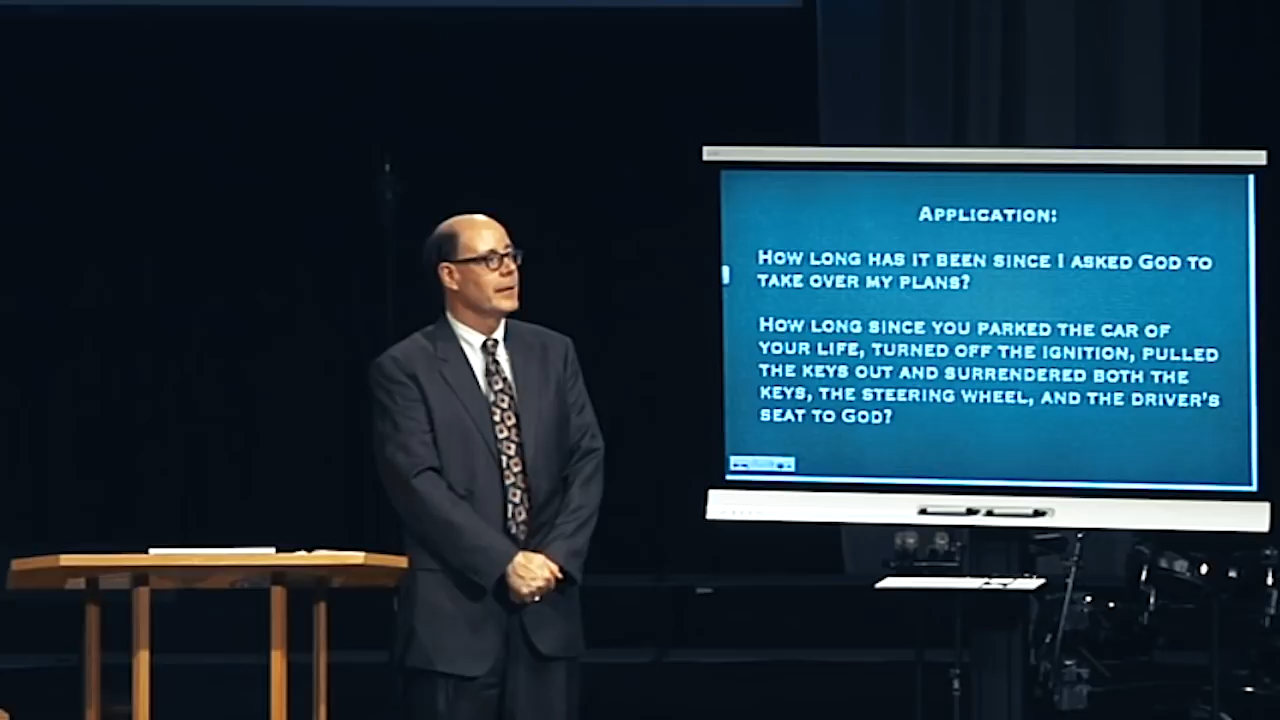 Application:
How long has it been since I asked God to
take over my plans?
How long since you parked the car of
your life, turned off the ignition, pulled
the keys out and surrendered both the
keys, the steering wheel, and the driver's
seat to God?